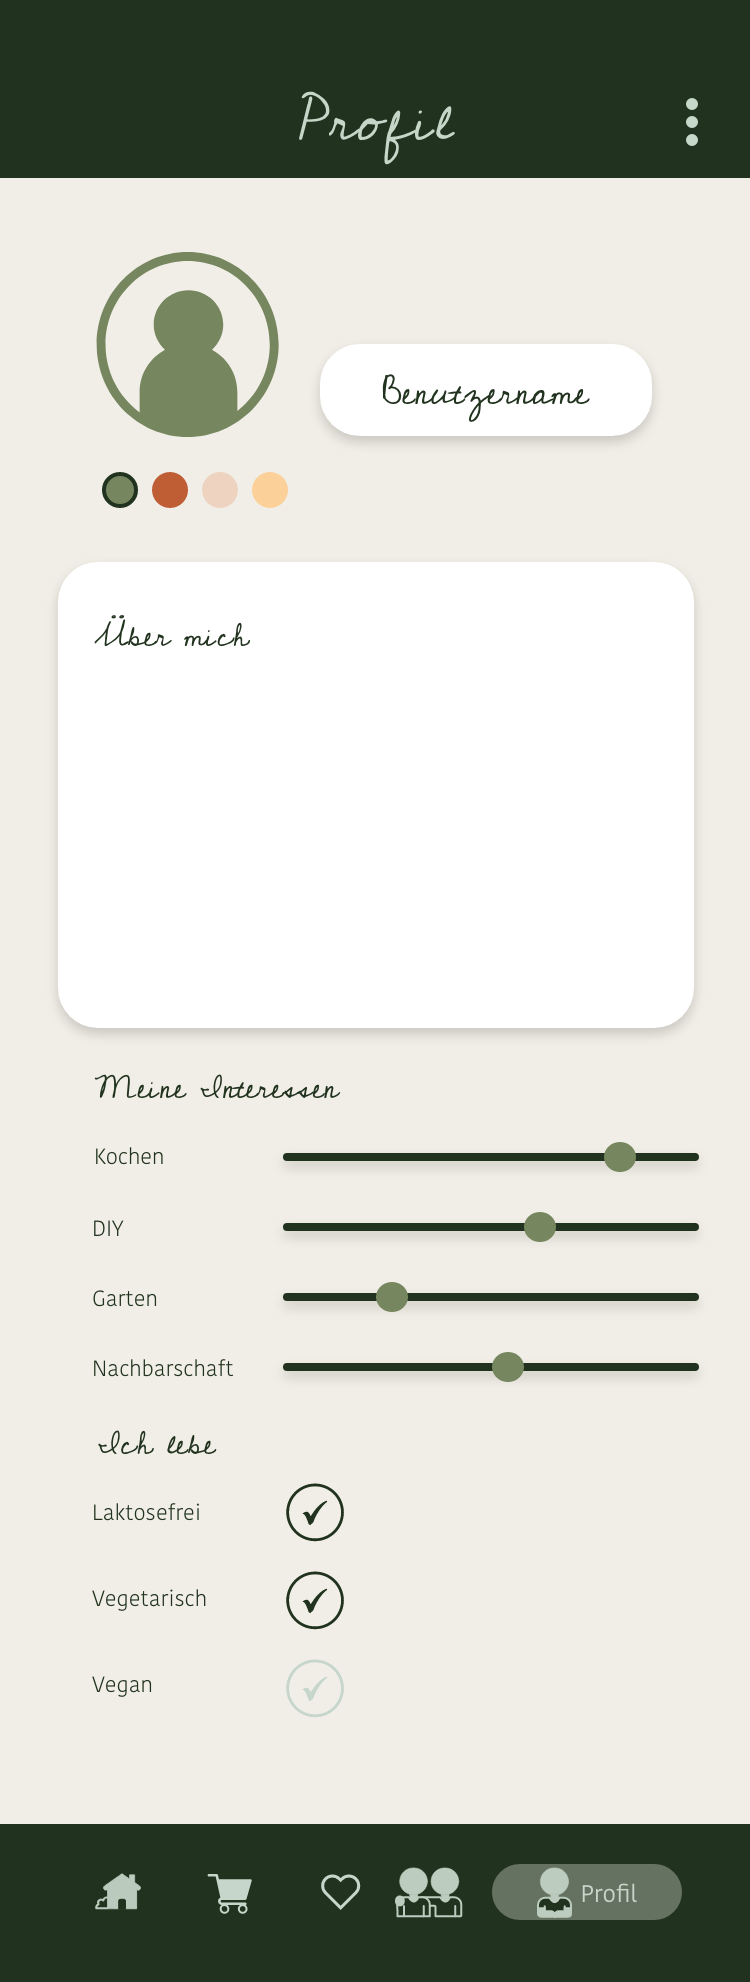 Profil
Benutzername
Über mich
Meine Interessen
Kochen
DIY
Garten
Nachbarschaft
Ich lebe
Laktosefrei
Vegetarisch
Vegan
Profil